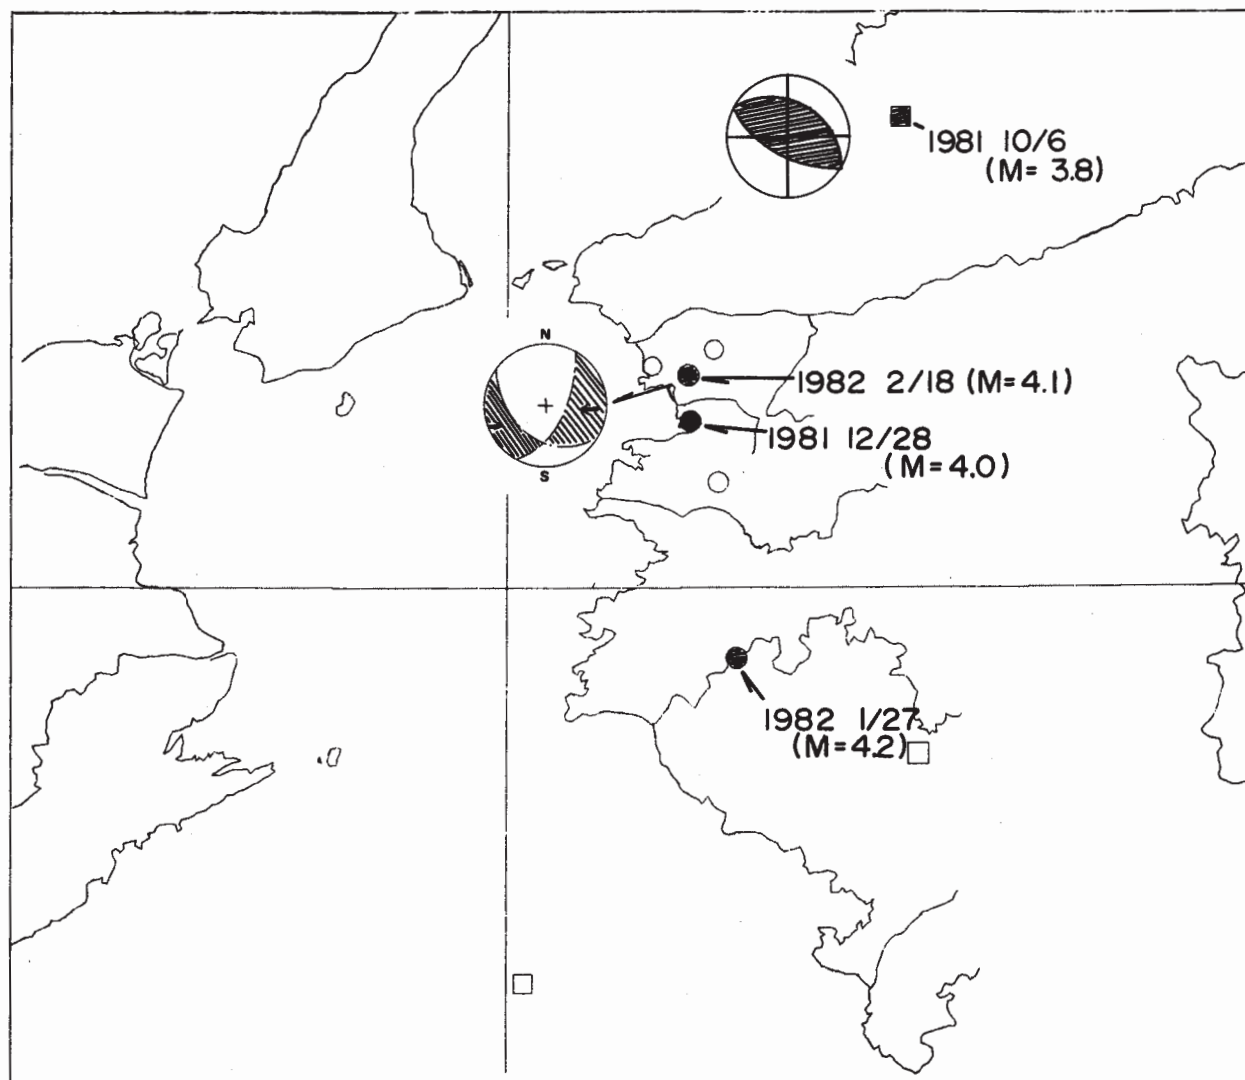 1981 10/6
(M= 3.8)
N
1982 2/18 (M=4.1)
1981 12/28
(M=4.0)
S
1982 1/27
(M=4.2)